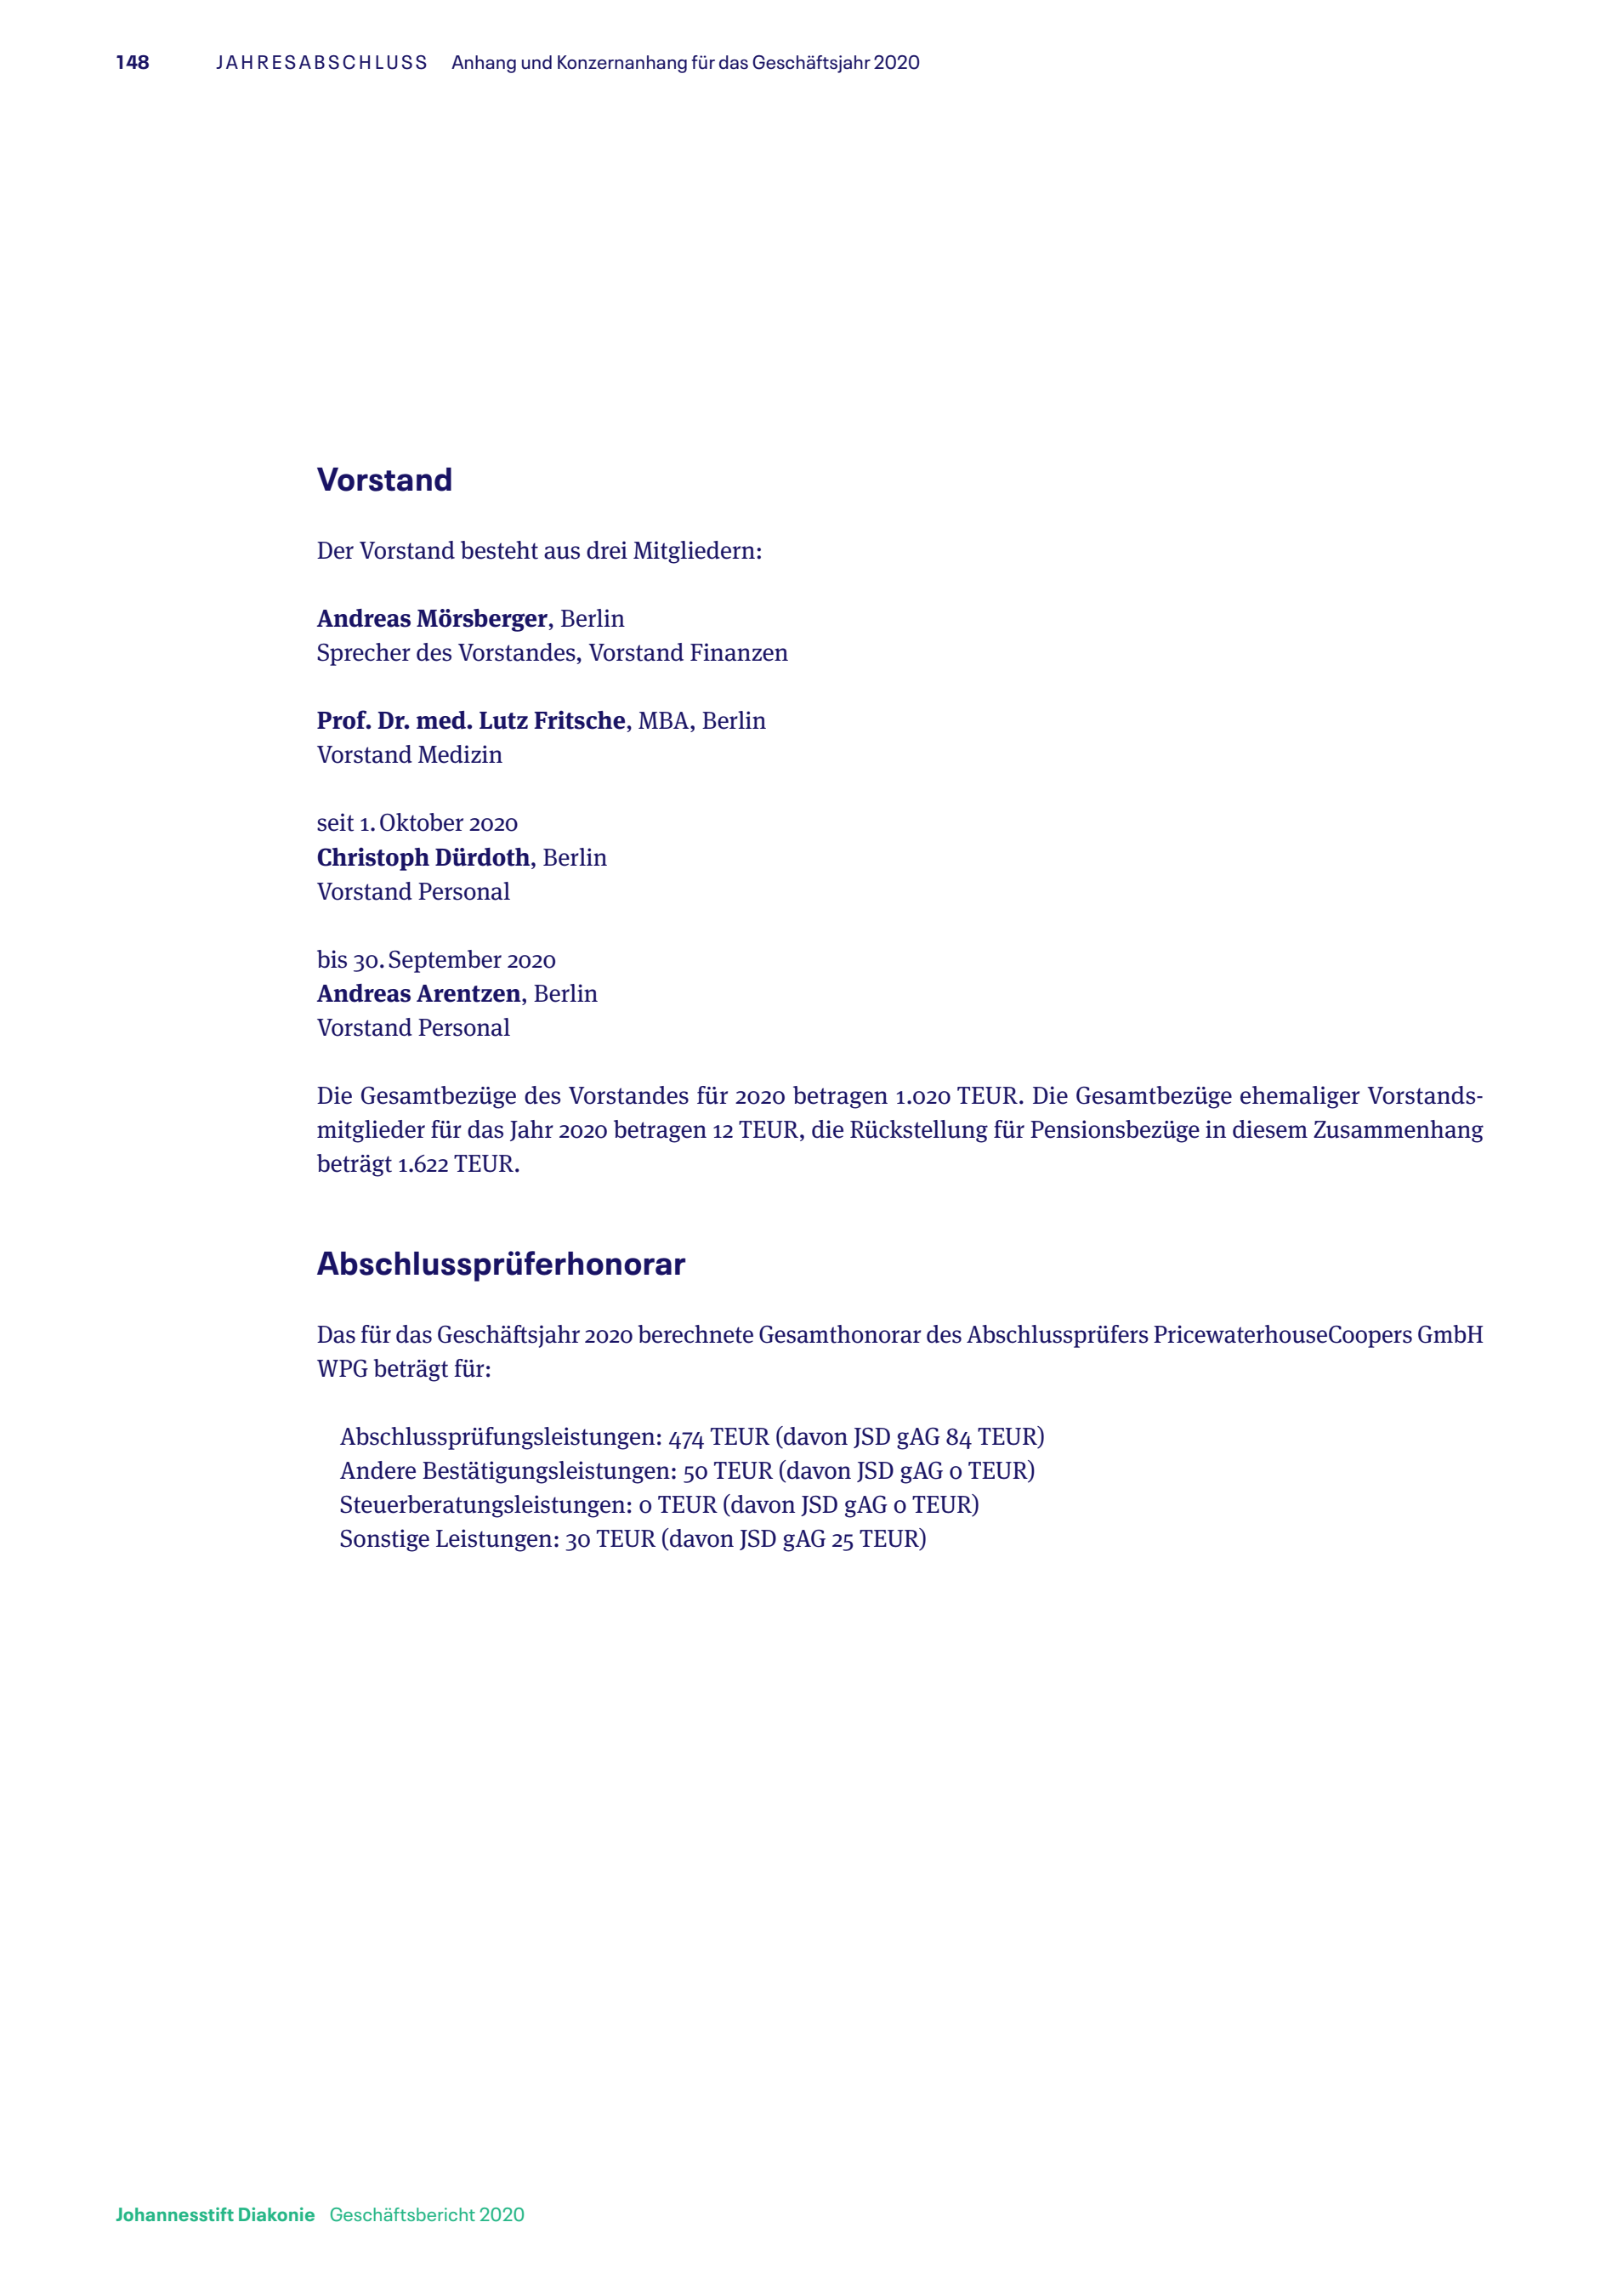 148 JAHRESABSCHLUSS Anhang und Konzernanhang für das Geschäftsjahr 2020
Vorstand
Der Vorstand besteht aus drei Mitgliedern:
Andreas Mörsberger, Berlin
Sprecher des Vorstandes, Vorstand Finanzen
Prof. Dr. med. Lutz Fritsche, MBA, Berlin
Vorstand Medizin
seit 1. Oktober 2020
Christoph Dürdoth, Berlin
Vorstand Personal
bis 30. September 2020
Andreas Arentzen, Berlin
Vorstand Personal
Die Gesamtbezüge des Vorstandes für 2020 betragen 1.020 TEUR. Die Gesamtbezüge ehemaliger Vorstands-
mitglieder für das Jahr 2020 betragen 12 TEUR, die Rückstellung für Pensionsbezüge in diesem Zusammenhang
beträgt 1.622 TEUR.
Abschlussprüferhonorar
Das für das Geschäftsjahr 2020 berechnete Gesamthonorar des Abschlussprüfers PricewaterhouseCoopers GmbH
WPG beträgt für:
Abschlussprüfungsleistungen: 474 TEUR (davon JSD gAG 84 TEUR)
Andere Bestätigungsleistungen: 50 TEUR (davon JSD gAG 0 TEUR)
Steuerberatungsleistungen: 0 TEUR (davon JSD gAG 0 TEUR)
Sonstige Leistungen: 30 TEUR (davon JSD gAG 25 TEUR)
Johannesstift Diakonie Geschäftsbericht 2020